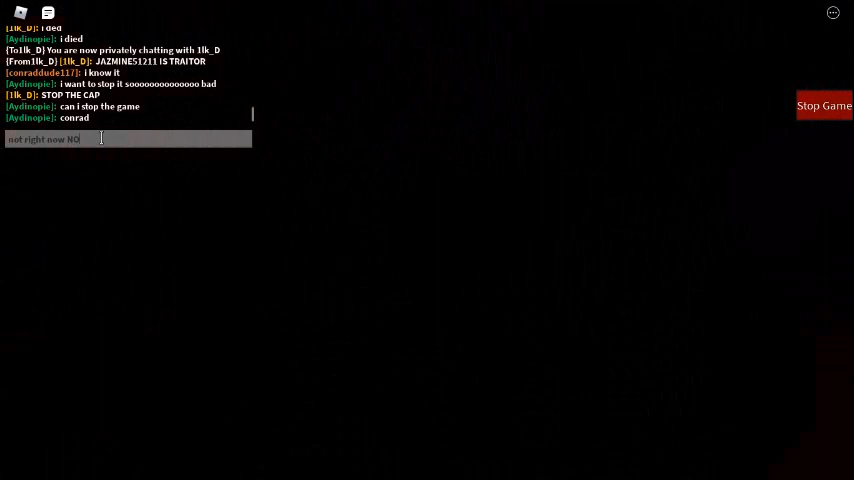 [1lk_D]: i ded
[Aydinopie]: i died
{To1lk_D} You are now privately chatting with 1lk_D
{From1lk_D} [1lk_D]: JAZMINE51211 IS TRAITOR
[conraddude117]: i know it
[Aydinopie]: i want to stop it soooooooooooooo bad
[1lk_D]: STOP THE CAP
[Aydinopie]: can i stop the game
Stop Game
[Aydinopie]: conrad
not right now NO